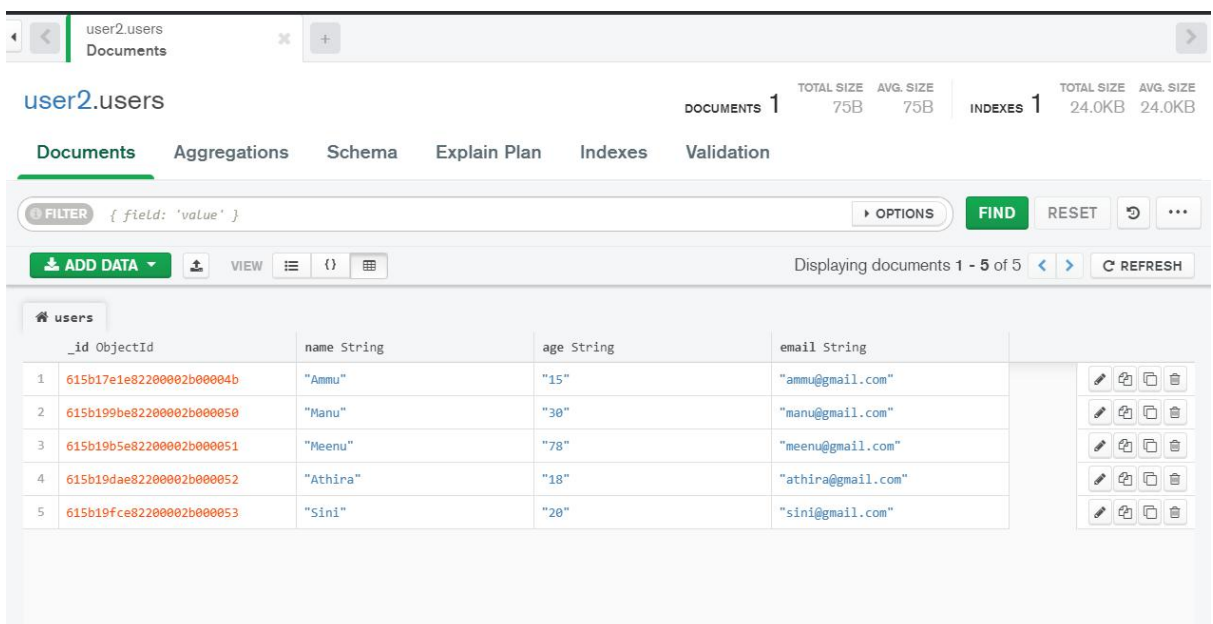 user2.users
Documents
user2.users
DOCUMENTS 1 TOTAL SIZE 75B AVG. SIZE 75B INDEXES 1 TOTAL SIZE 24.0KB AVG. SIZE 24.0KB
Documents Aggregations Schema Explain Plan Indexes Validation
FILTER { field: 'value' } OPTIONS FIND RESET
ADD DATA VIEW Displaying documents 1 - 5 of 5 REFRESH
users
_id ObjectId name String age String email String
1 615b17e1e82200002b00004b "Ammu" "15" "ammu@gmail.com"
2 615b199be82200002b000050 "Manu" "30" "manu@gmail.com"
3 615b19b5e82200002b000051 "Meenu" "78" "meenu@gmail.com"
4 615b19dae82200002b000052 "Athira" "18" "athira@gmail.com"
5 615b19fce82200002b000053 "Sini" "20" "sini@gmail.com"